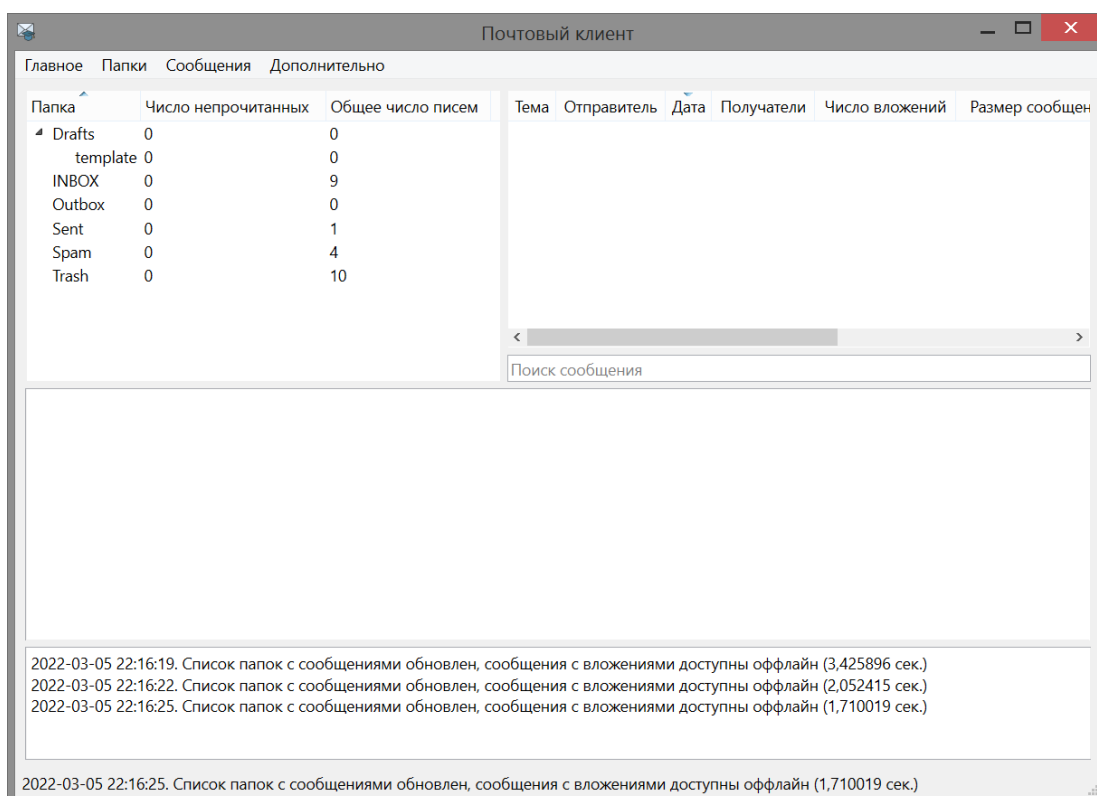 Почтовый клиент
Главное Папки Сообщения Дополнительно
Папка Число непрочитанных Общее число писем Тема Отправитель Дата Получатели Число вложений Размер сообщен
Drafts 0 0
template 0 0
INBOX 0 9
Outbox 0 0
Sent 0 1
Spam 0 4
Trash 0 10
Поиск сообщения
2022-03-05 22:16:19. Список папок с сообщениями обновлен, сообщения с вложениями доступны оффлайн (3,425896 сек.)
2022-03-05 22:16:22. Список папок с сообщениями обновлен, сообщения с вложениями доступны оффлайн (2,052415 сек.)
2022-03-05 22:16:25. Список папок с сообщениями обновлен, сообщения с вложениями доступны оффлайн (1,710019 сек.)
2022-03-05 22:16:25. Список папок с сообщениями обновлен, сообщения с вложениями доступны оффлайн (1,710019 сек.)